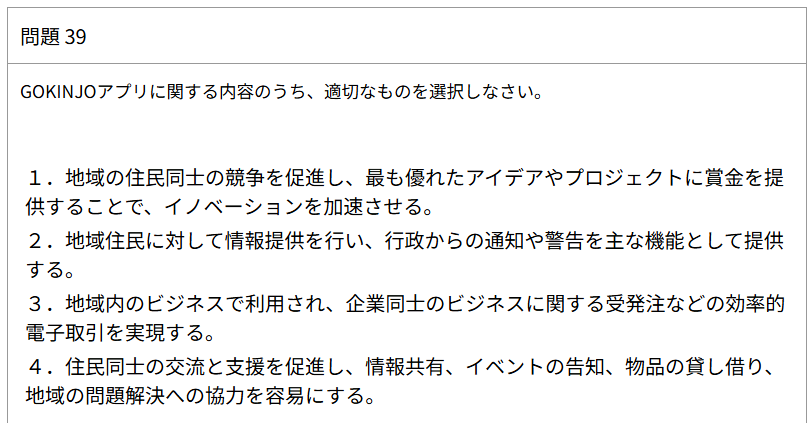 問題 39
GOKINJOアプリに関する内容のうち、適切なものを選択しなさい。
１．地域の住民同士の競争を促進し、最も優れたアイデアやプロジェクトに賞金を提
供することで、イノベーションを加速させる。
２．地域住民に対して情報提供を行い、行政からの通知や警告を主な機能として提供
する。
３．地域内のビジネスで利用され、企業同士のビジネスに関する受発注などの効率的
電子取引を実現する。
４．住民同士の交流と支援を促進し、情報共有、イベントの告知、物品の貸し借り、
地域の問題解決への協力を容易にする。